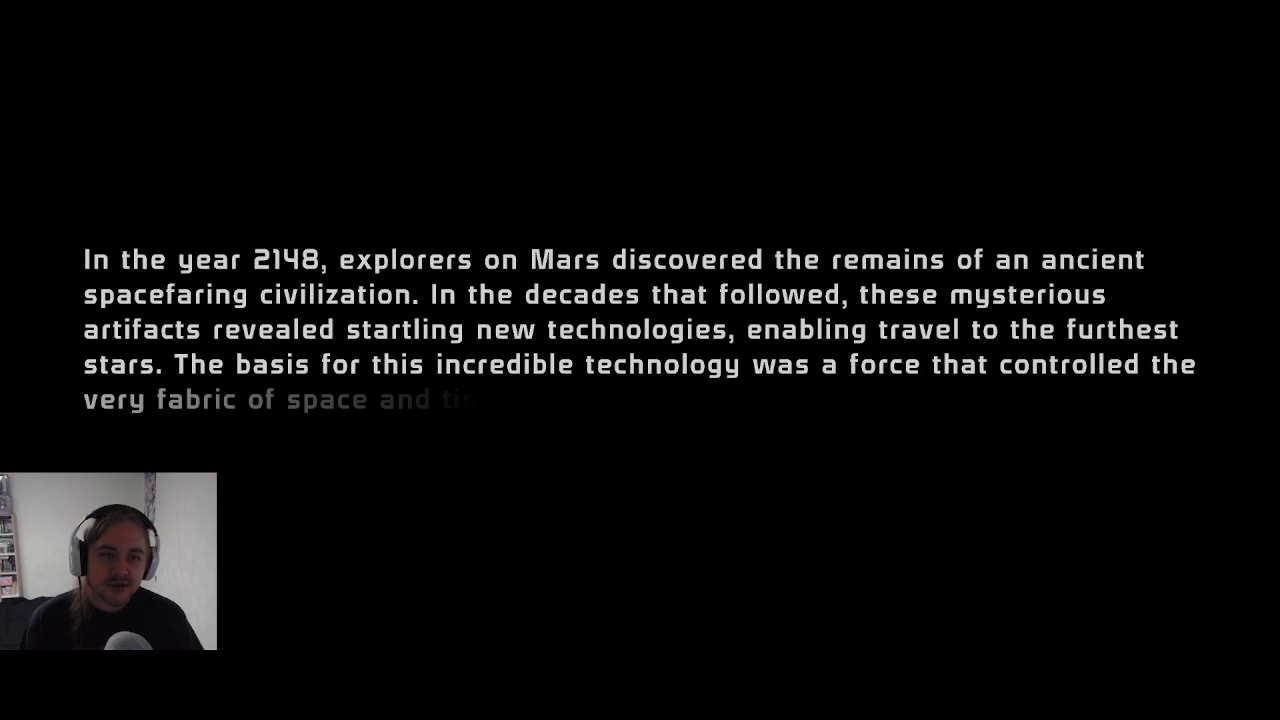 In the year 2148, explorers on Mars discovered the remains of an ancient
spacefaring civilization. In the decades that followed, these mysterious
artifacts revealed startling new technologies, enabling travel to the furthest
stars. The basis for this incredible technology was a force that controlled the
very fabric of space and